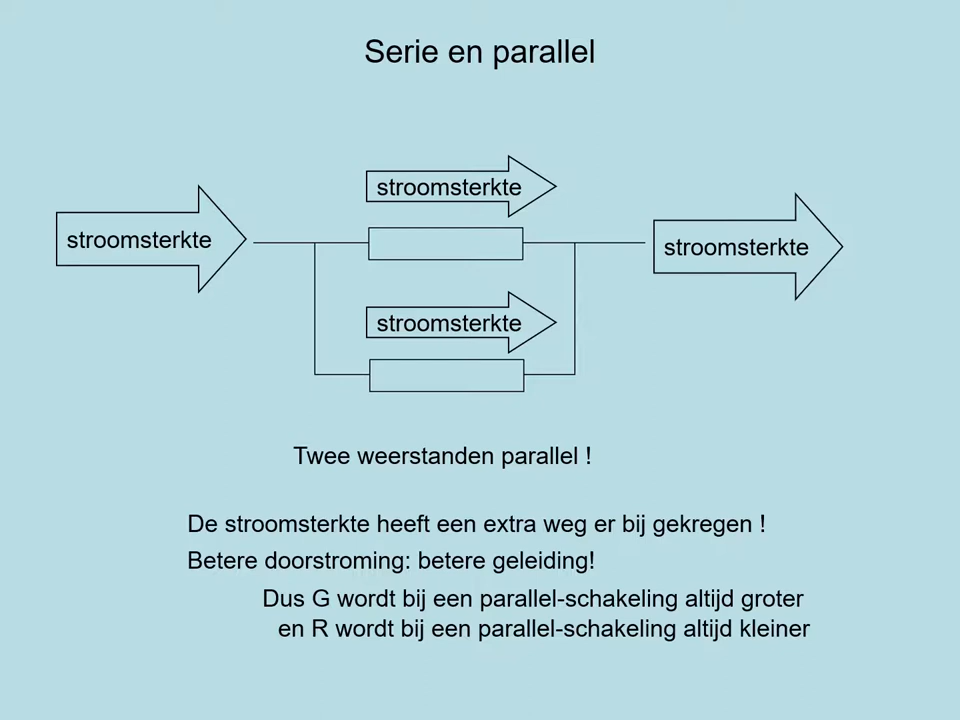 Serie en parallel
stroomsterkte
stroomsterkte
stroomsterkte
stroomsterkte
Twee weerstanden parallel !
De stroomsterkte heeft een extra weg er bij gekregen !
Betere doorstroming: betere geleiding!
Dus G wordt bij een parallel-schakeling altijd groter
en R wordt bij een parallel-schakeling altijd kleiner